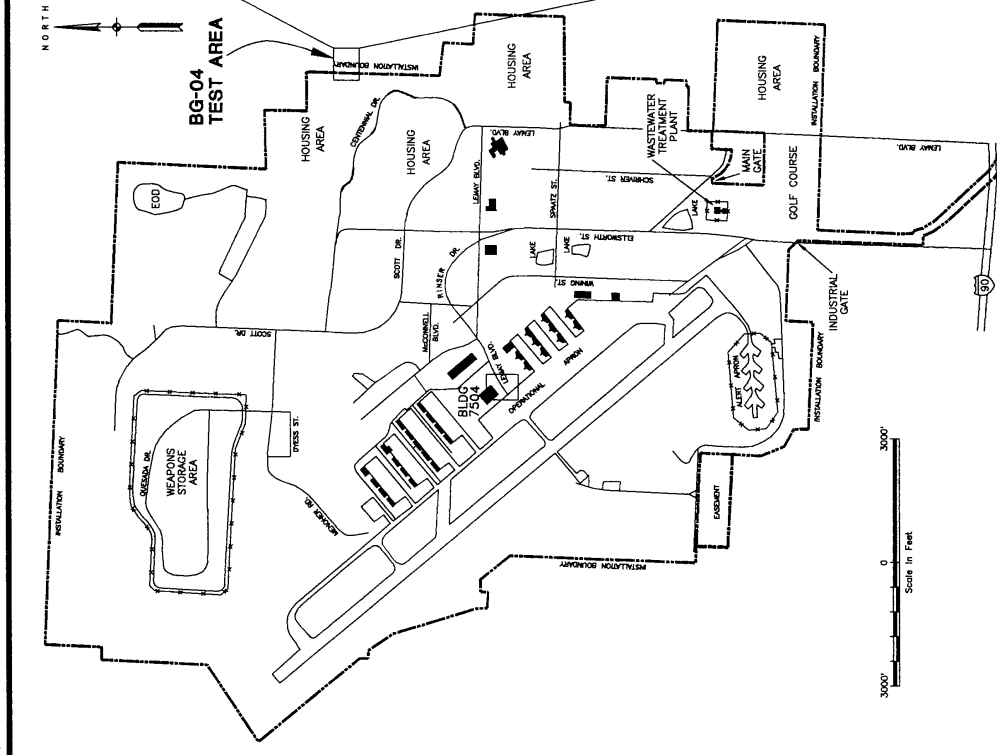 NORTH
BG-04
TEST AREA
INSTALLATION BOUNDARY
HOUSING
AREA
HOUSING
AREA
CENTENNIAL DR.
HOUSING
AREA
EOD
INSTALLATION BOUNDARY
SCOTT DR.
SCOTT DR.
RINSER DR.
McCONNELL
BLVD.
LEMAY BLVD.
LEMAY BLVD.
SPAATZ ST.
SCHRIVER ST.
ELLSWORTH ST.
LAKE
LAKE
LAKE
WINING ST.
WASTEWATER
TREATMENT
PLANT
MAIN
GATE
HOUSING
AREA
INSTALLATION BOUNDARY
GOLF COURSE
LEMAY BLVD.
INDUSTRIAL
GATE
90
QUESADA DR.
WEAPONS
STORAGE
AREA
DYESS ST.
MENOHER RD.
BLDG
7504
LEMAY BLVD.
OPERATIONAL APRON
ALERT APRON
INSTALLATION BOUNDARY
EASEMENT
INSTALLATION BOUNDARY
3000' 0 3000'
Scale In Feet